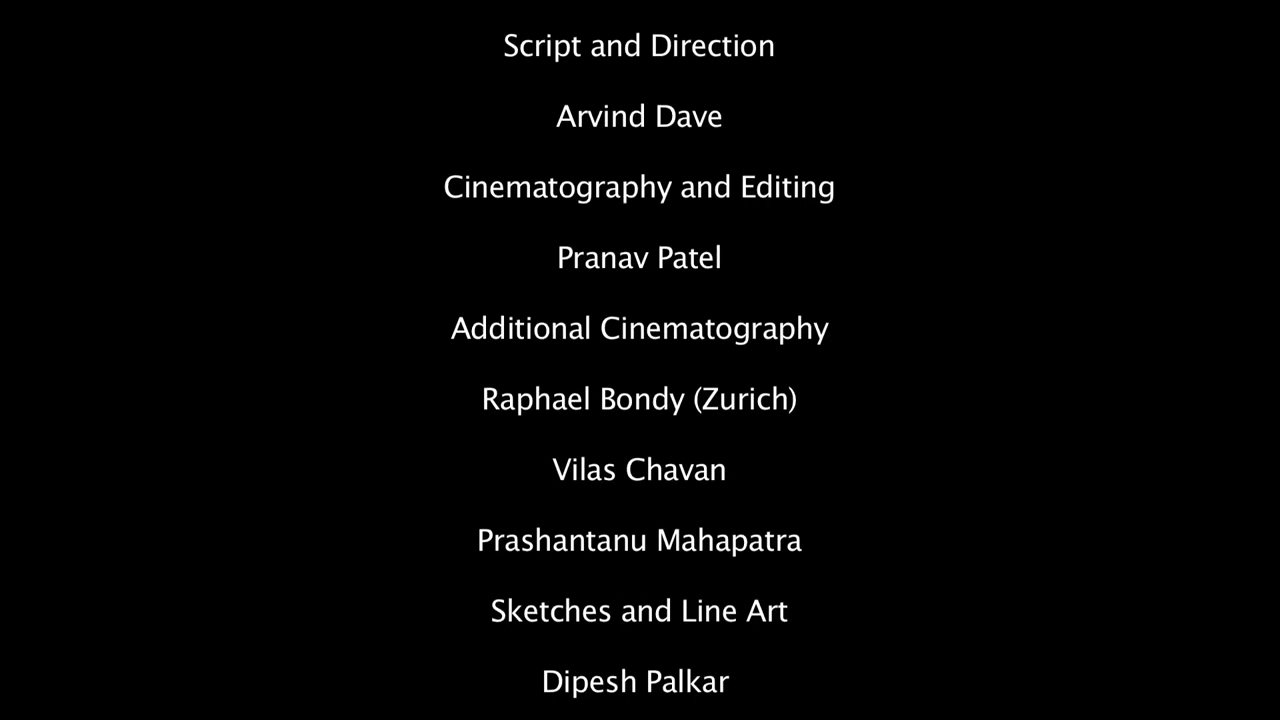 Script and Direction
Arvind Dave
Cinematography and Editing
Pranav Patel
Additional Cinematography
Raphael Bondy (Zurich)
Vilas Chavan
Prashantanu Mahapatra
Sketches and Line Art
Dipesh Palkar